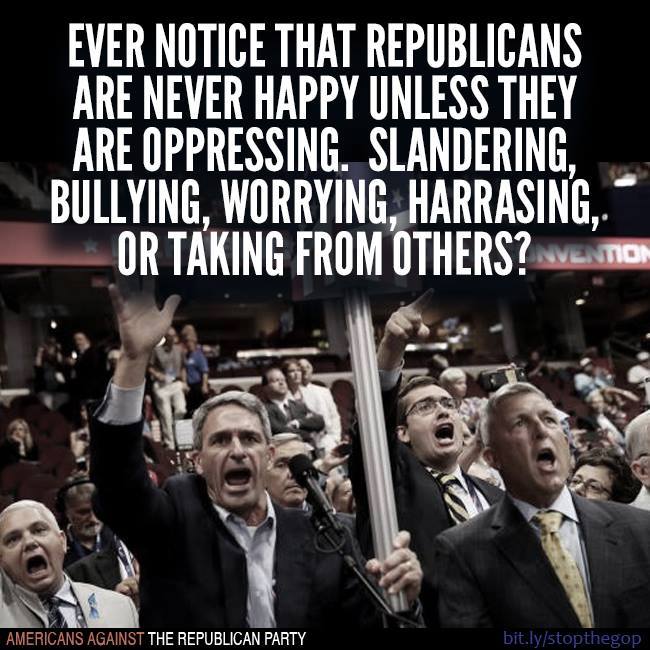 EVER NOTICE THAT REPUBLICANS
ARE NEVER HAPPY UNLESS THEY
ARE OPPRESSING. SLANDERING,
BULLYING, WORRYING, HARRASING,
OR TAKING FROM OTHERS?
NVENTION
AMERICANS AGAINST THE REPUBLICAN PARTY
bit.ly/stopthegop